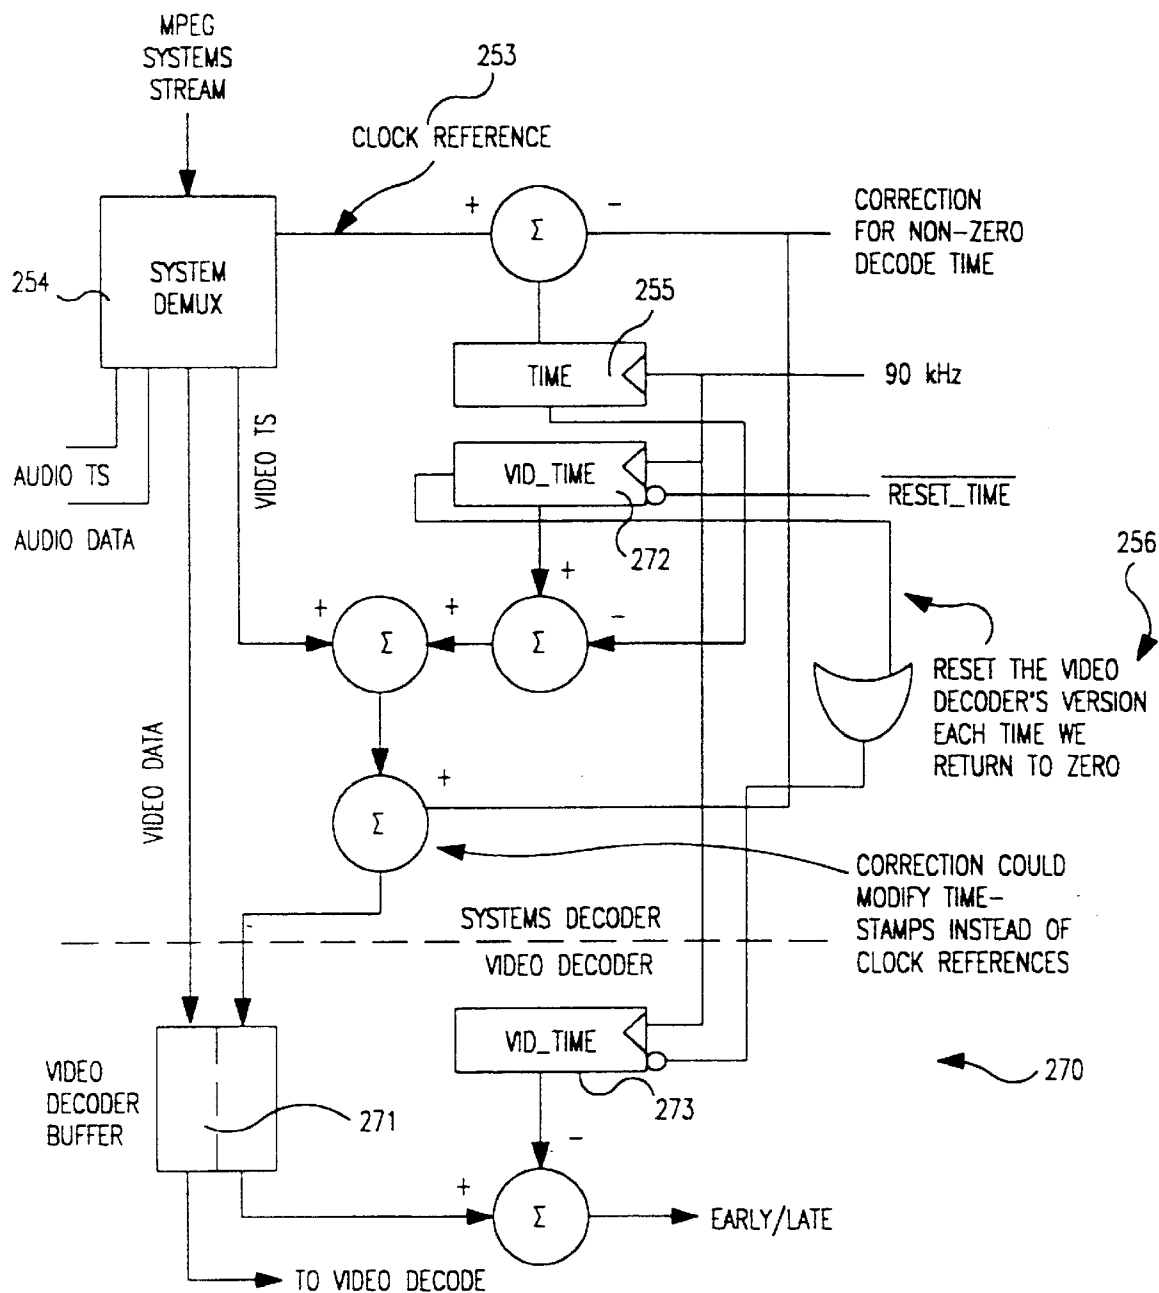 MPEG
SYSTEMS
STREAM
253
CLOCK REFERENCE
+
Σ
−
CORRECTION
FOR NON-ZERO
DECODE TIME
254
SYSTEM
DEMUX
255
TIME
90 kHz
AUDIO TS
AUDIO DATA
VIDEO TS
VID_TIME
RESET_TIME
272
256
+
Σ
+
+
Σ
−
RESET THE VIDEO
DECODER'S VERSION
EACH TIME WE
RETURN TO ZERO
VIDEO DATA
Σ
+
CORRECTION COULD
MODIFY TIME-
STAMPS INSTEAD OF
CLOCK REFERENCES
SYSTEMS DECODER
VIDEO DECODER
VID_TIME
273
270
VIDEO
DECODER
BUFFER
271
−
+
Σ
EARLY/LATE
TO VIDEO DECODE